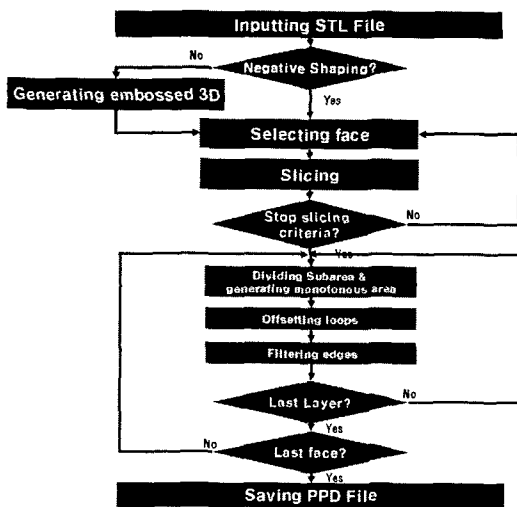 Inputting STL File
No
Negative Shaping?
Generating embossed 3D
Yes
Selecting face
Slicing
Stop slicing
criteria?
No
Yes
Dividing Subarea &
generating monotonous area
Offsetting loops
Filtering edges
Last Layer?
No
Yes
No
Last face?
Yes
Saving PPD File